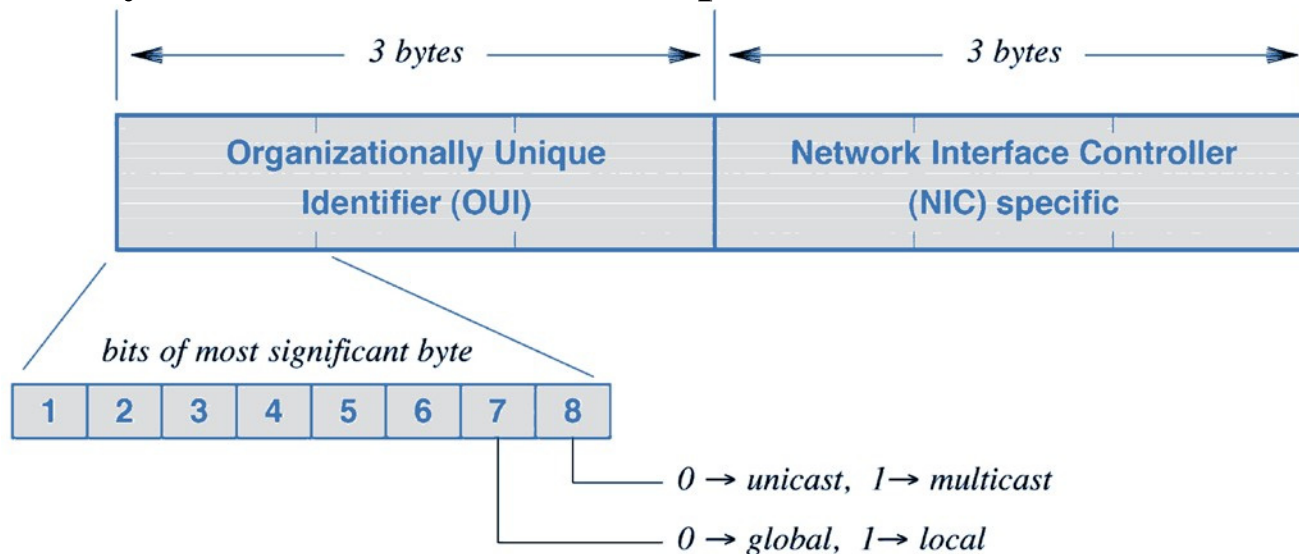 3 bytes
3 bytes
Organizationally Unique
Identifier (OUI)
Network Interface Controller
(NIC) specific
bits of most significant byte
1 2 3 4 5 6 7 8
0 → unicast, 1→ multicast
0 → global, 1→ local